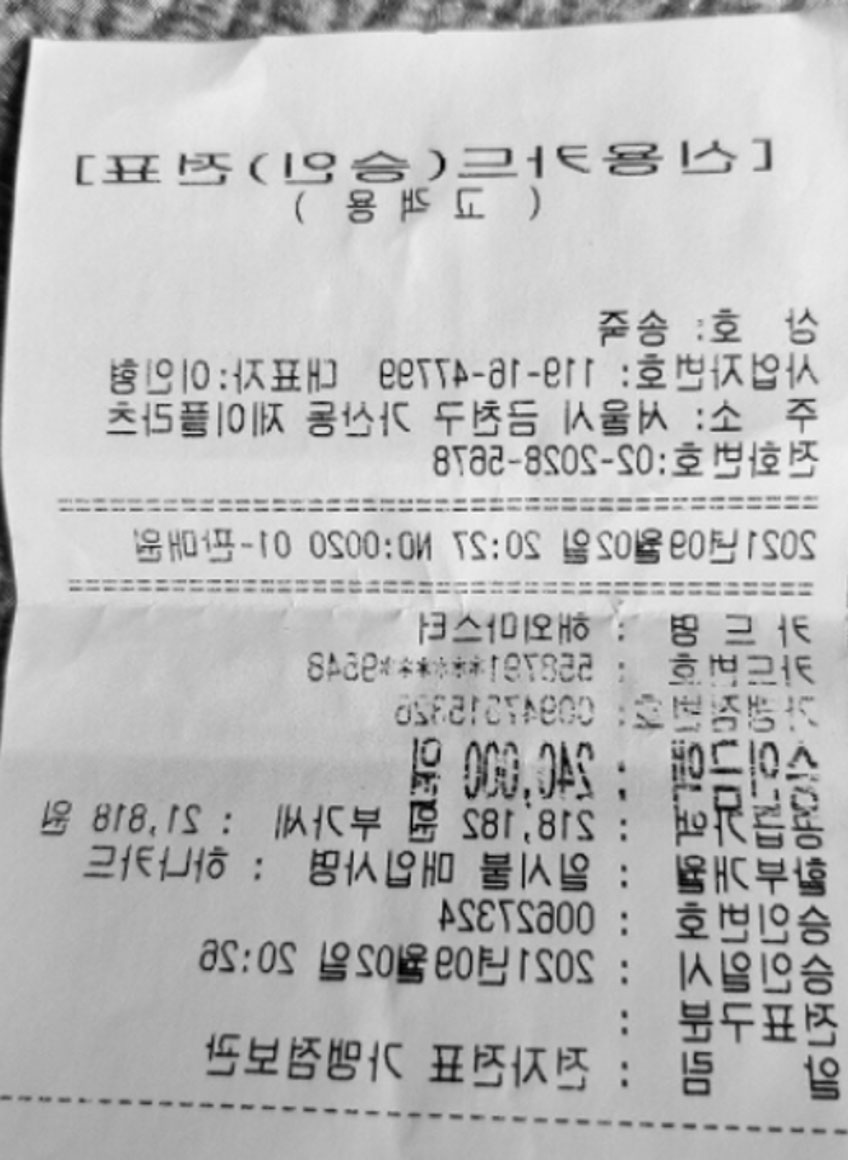 [신용카드(승인)전표]
( 고 객 용 )
상 호: 송죽
사업자번호: 119-16-47799 대표자:이인형
주 소: 서울시 금천구 가산동 제이플라츠
전화번호:02-2028-5678
==========================================
2021년09월02일 20:27 NO:0020 01-판매원
==========================================
카 드 명 : 해외마스터
카드번호 : 558791******9648
가맹점번호:
승인금액 : 240,000 원
공급가액 : 218,182 원 부가세 : 21,818 원
할부개월 : 일시불 매입사명 : 하나카드
승인번호 : 00627324
승인일시 : 2021년09월02일 20:26
전표구분 :
알 림 : 전자전표 가맹점보관